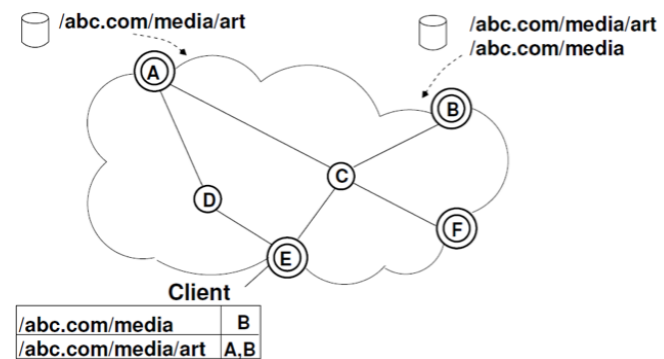 /abc.com/media/art
/abc.com/media/art
/abc.com/media
A
B
C
D
F
E
Client
/abc.com/media B
/abc.com/media/art A,B